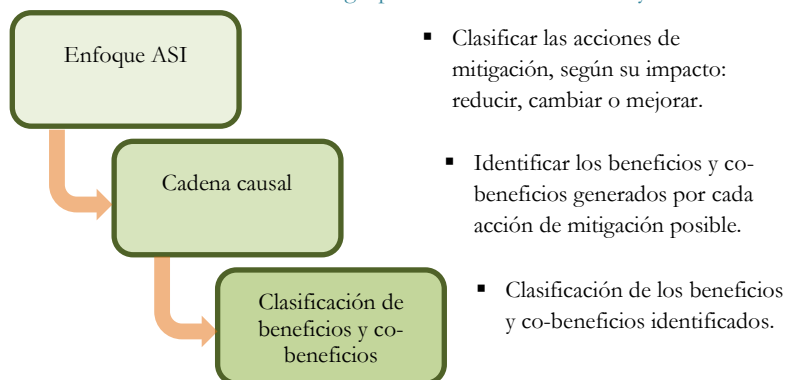 Enfoque ASI
▪ Clasificar las acciones de
mitigación, según su impacto:
reducir, cambiar o mejorar.
Cadena causal
▪ Identificar los beneficios y co-
beneficios generados por cada
acción de mitigación posible.
Clasificación de
beneficios y co-
beneficios
▪ Clasificación de los beneficios
y co-beneficios identificados.